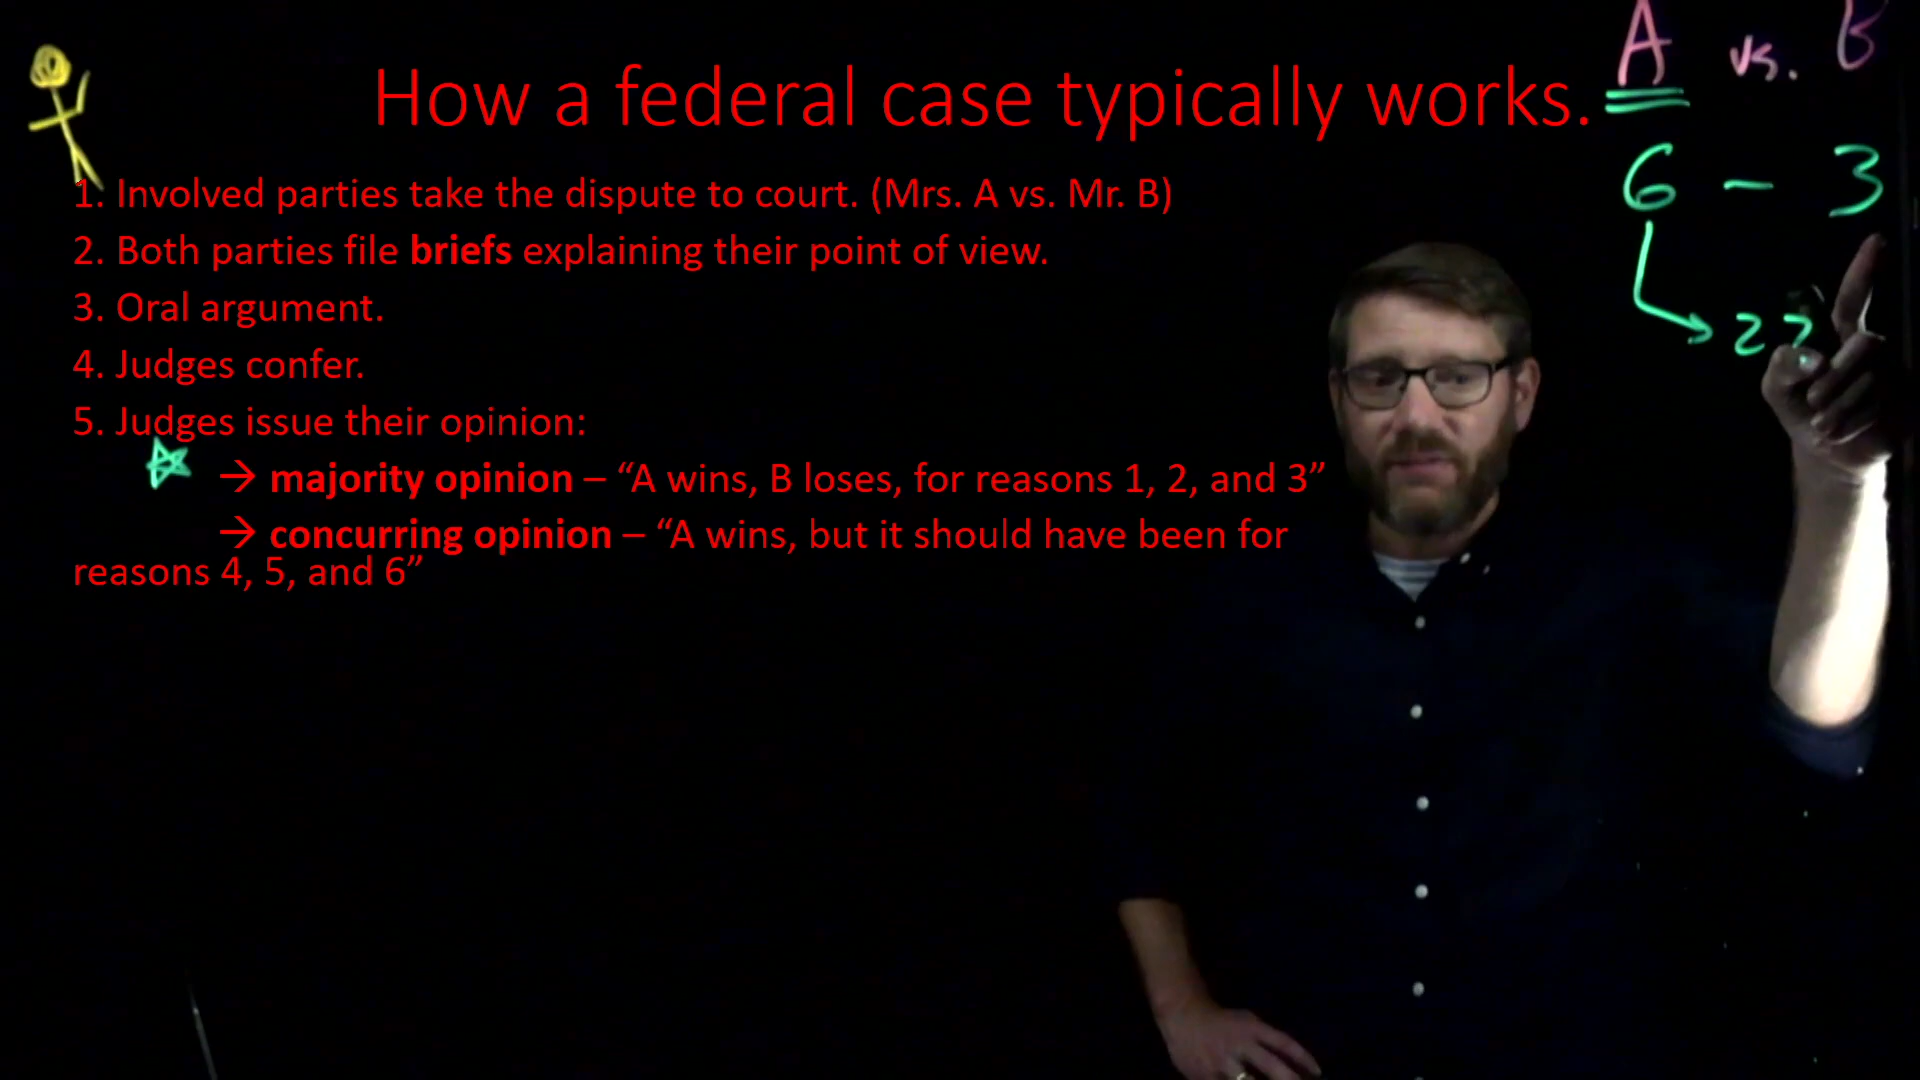 How a federal case typically works.
A vs. B
6 – 3
1. Involved parties take the dispute to court. (Mrs. A vs. Mr. B)
2. Both parties file briefs explaining their point of view.
3. Oral argument.
4. Judges confer.
5. Judges issue their opinion:
→ majority opinion – “A wins, B loses, for reasons 1, 2, and 3”
→ concurring opinion – “A wins, but it should have been for
reasons 4, 5, and 6”